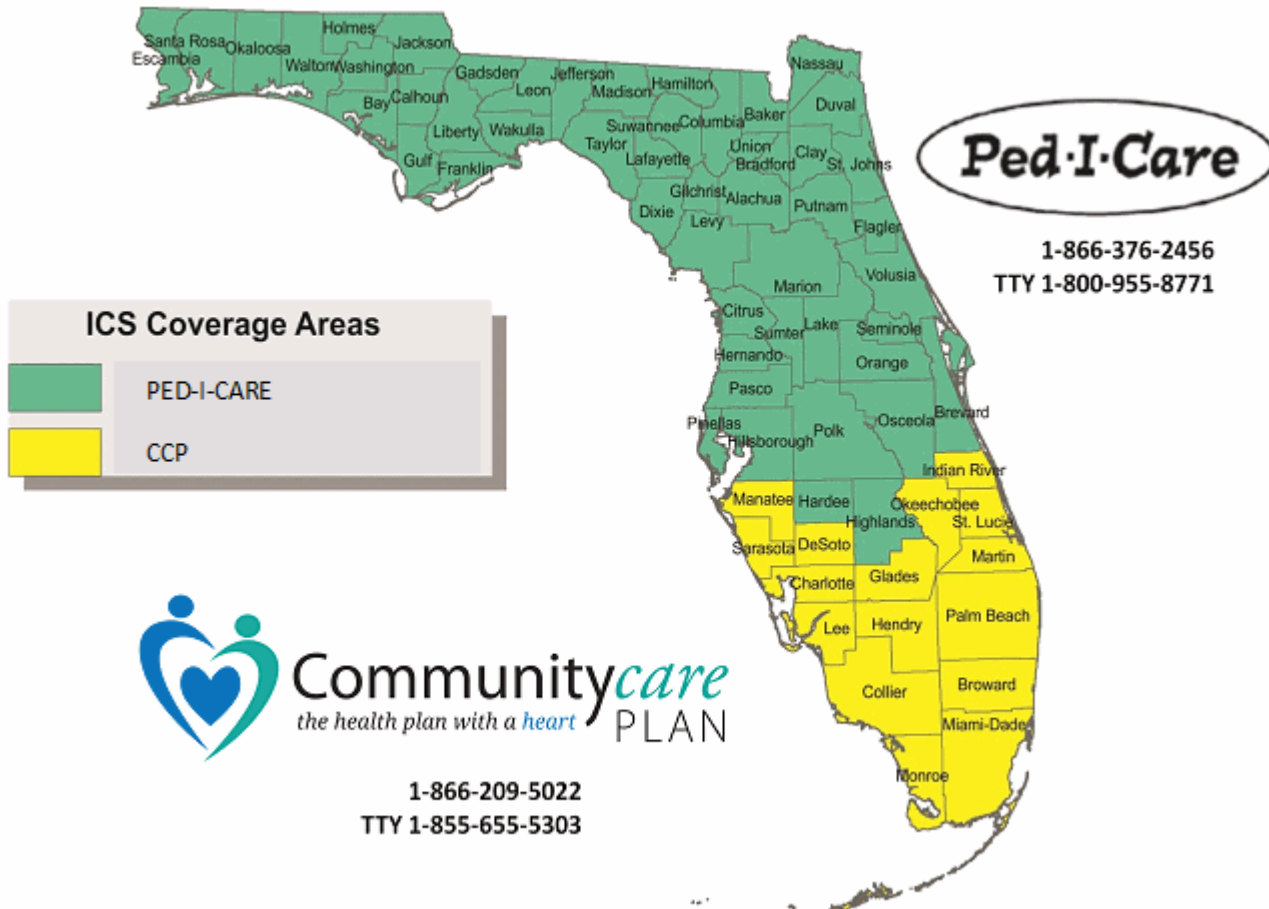 Holmes
Santa Rosa
Okaloosa
Jackson
Escambia
Walton
Washington
Gadsden
Jefferson
Hamilton
Nassau
Leon
Madison
Bay
Calhoun
Duval
Baker
Suwannee
Columbia
Liberty
Wakulla
Taylor
Union
Clay
Lafayette
Bradford
St. Johns
Gulf
Franklin
Gilchrist
Alachua
Putnam
Dixie
Levy
Flagler
Volusia
Marion
Citrus
Sumter
Lake
Seminole
Hernando
Orange
Pasco
Brevard
Osceola
Pinellas
Polk
Hillsborough
Indian River
Manatee
Hardee
Okeechobee
Highlands
St. Lucie
Sarasota
DeSoto
Martin
Charlotte
Glades
Palm Beach
Lee
Hendry
Collier
Broward
Miami-Dade
Monroe
Ped·I·Care
1-866-376-2456
TTY 1-800-955-8771
ICS Coverage Areas
PED-I-CARE
CCP
Communitycare
the health plan with a heart PLAN
1-866-209-5022
TTY 1-855-655-5303